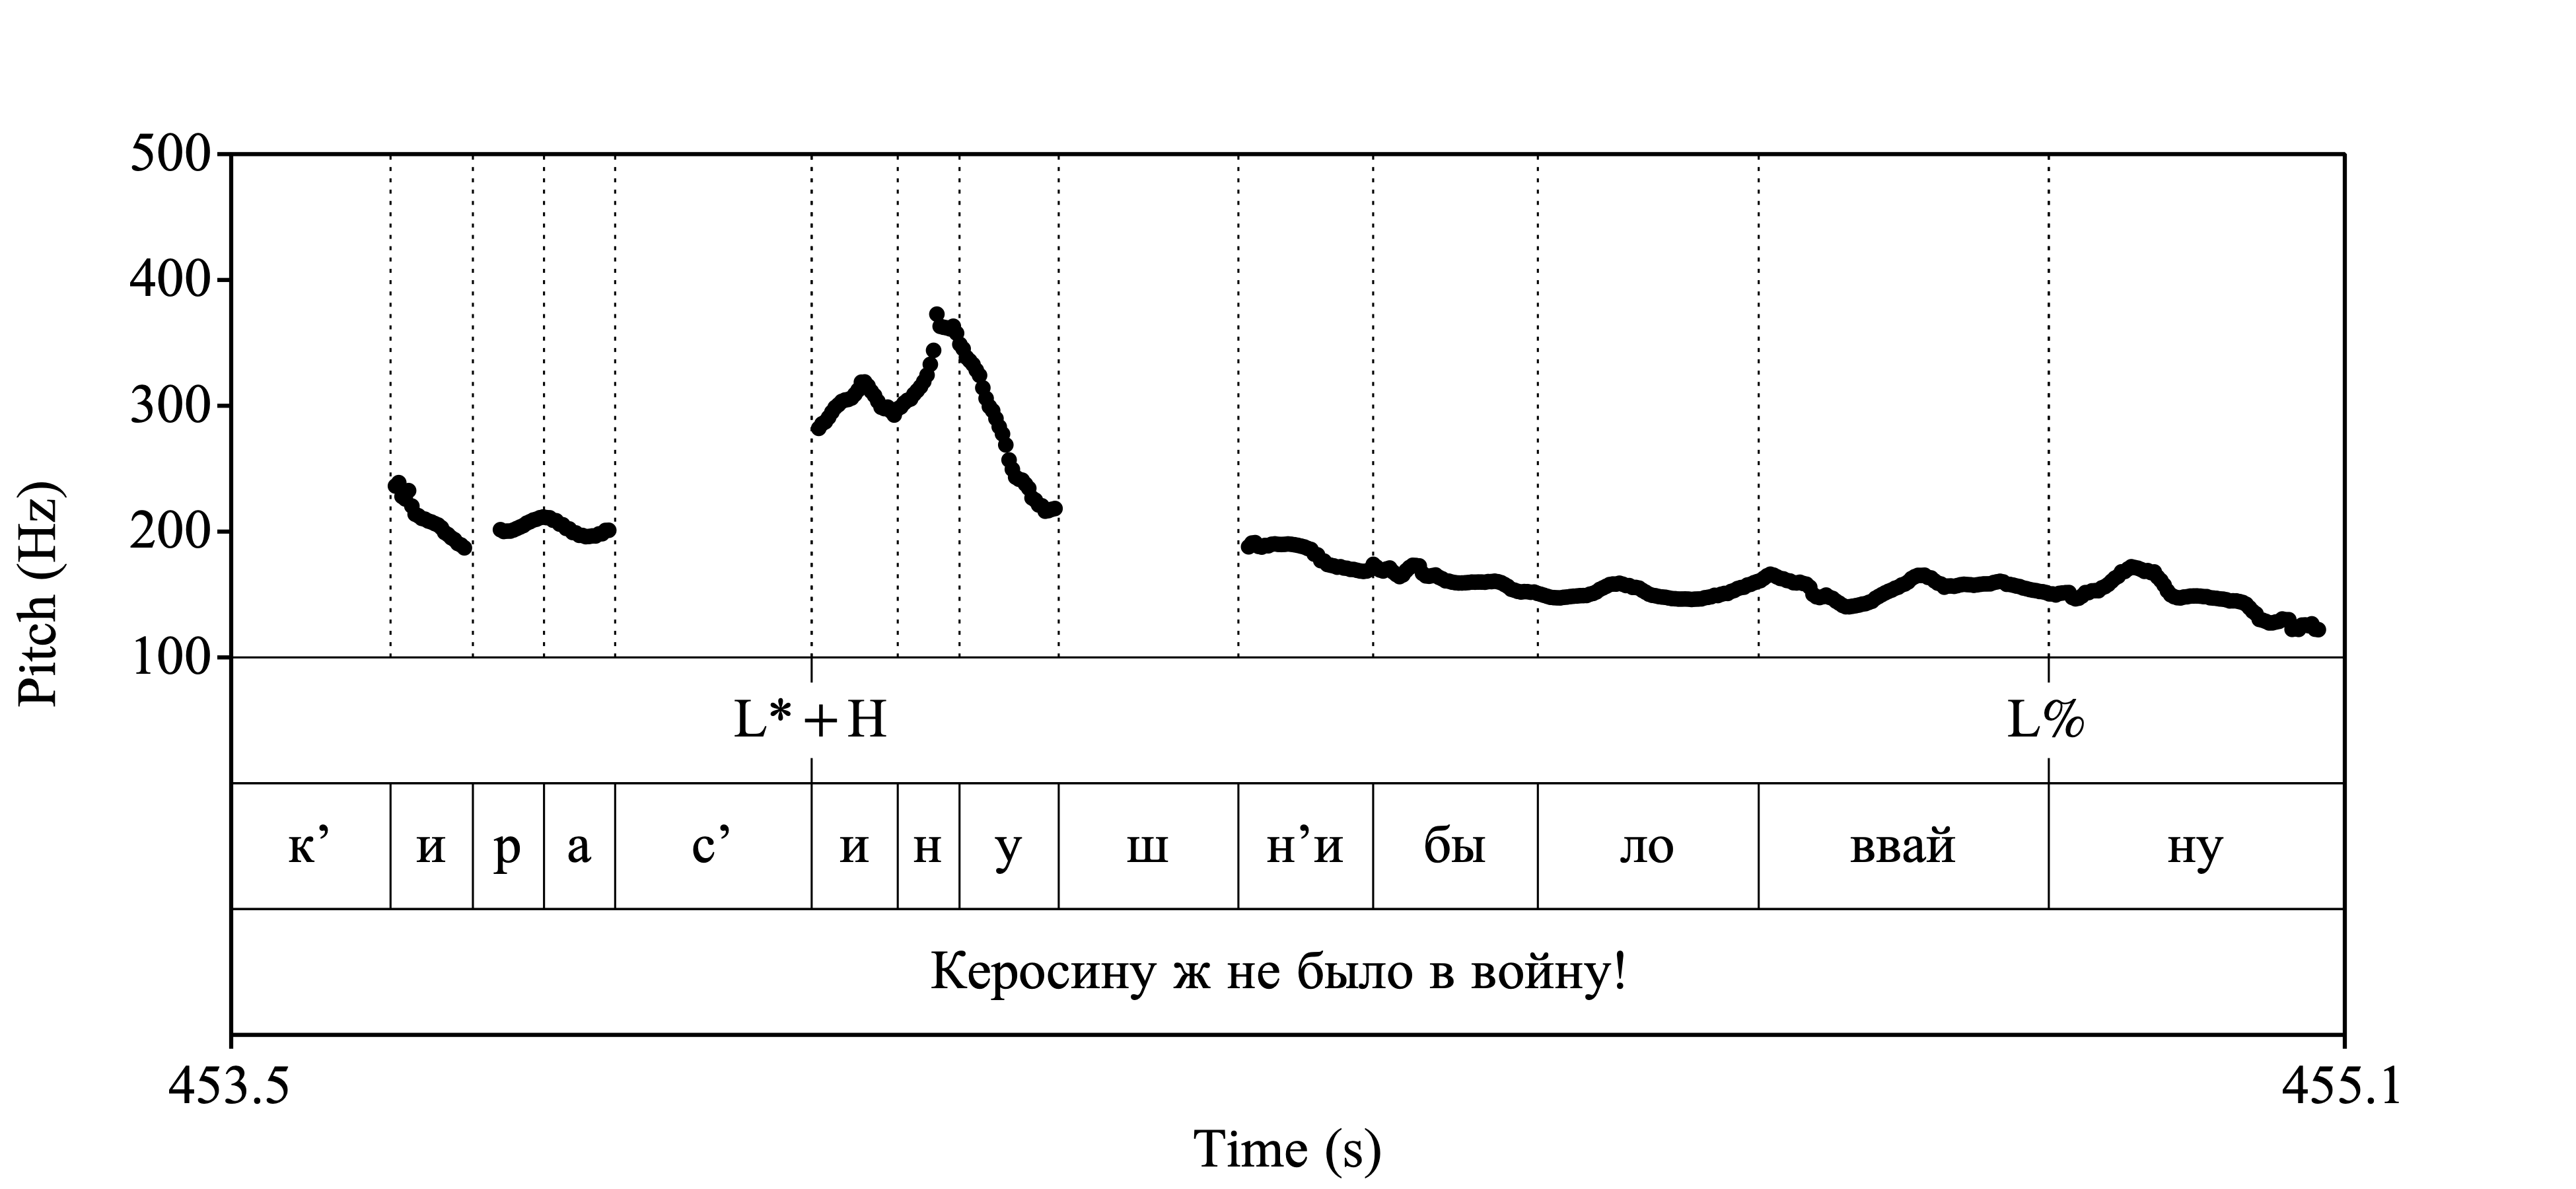 500
400
300
200
100
Pitch (Hz)
L*+H L%
к’ и р а с’ и н у ш н’и бы ло ввай ну
Керосину ж не было в войну!
453.5 455.1
Time (s)